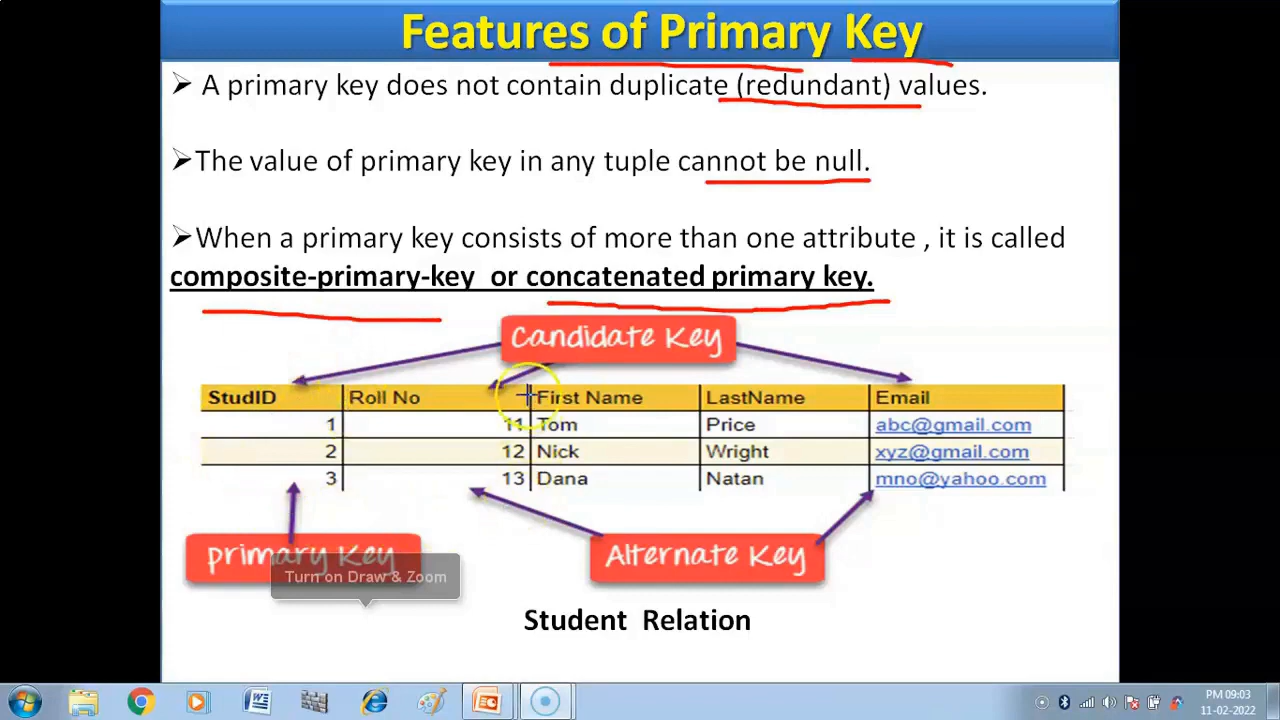 Features of Primary Key
➢ A primary key does not contain duplicate (redundant) values.
➢The value of primary key in any tuple cannot be null.
➢When a primary key consists of more than one attribute , it is called
composite-primary-key or concatenated primary key.
Candidate Key
StudID Roll No First Name LastName Email
1 11 Tom Price abc@gmail.com
2 12 Nick Wright xyz@gmail.com
3 13 Dana Natan mno@yahoo.com
primary Key Alternate Key
Turn on Draw & Zoom
Student Relation
PM 09:03
11-02-2022